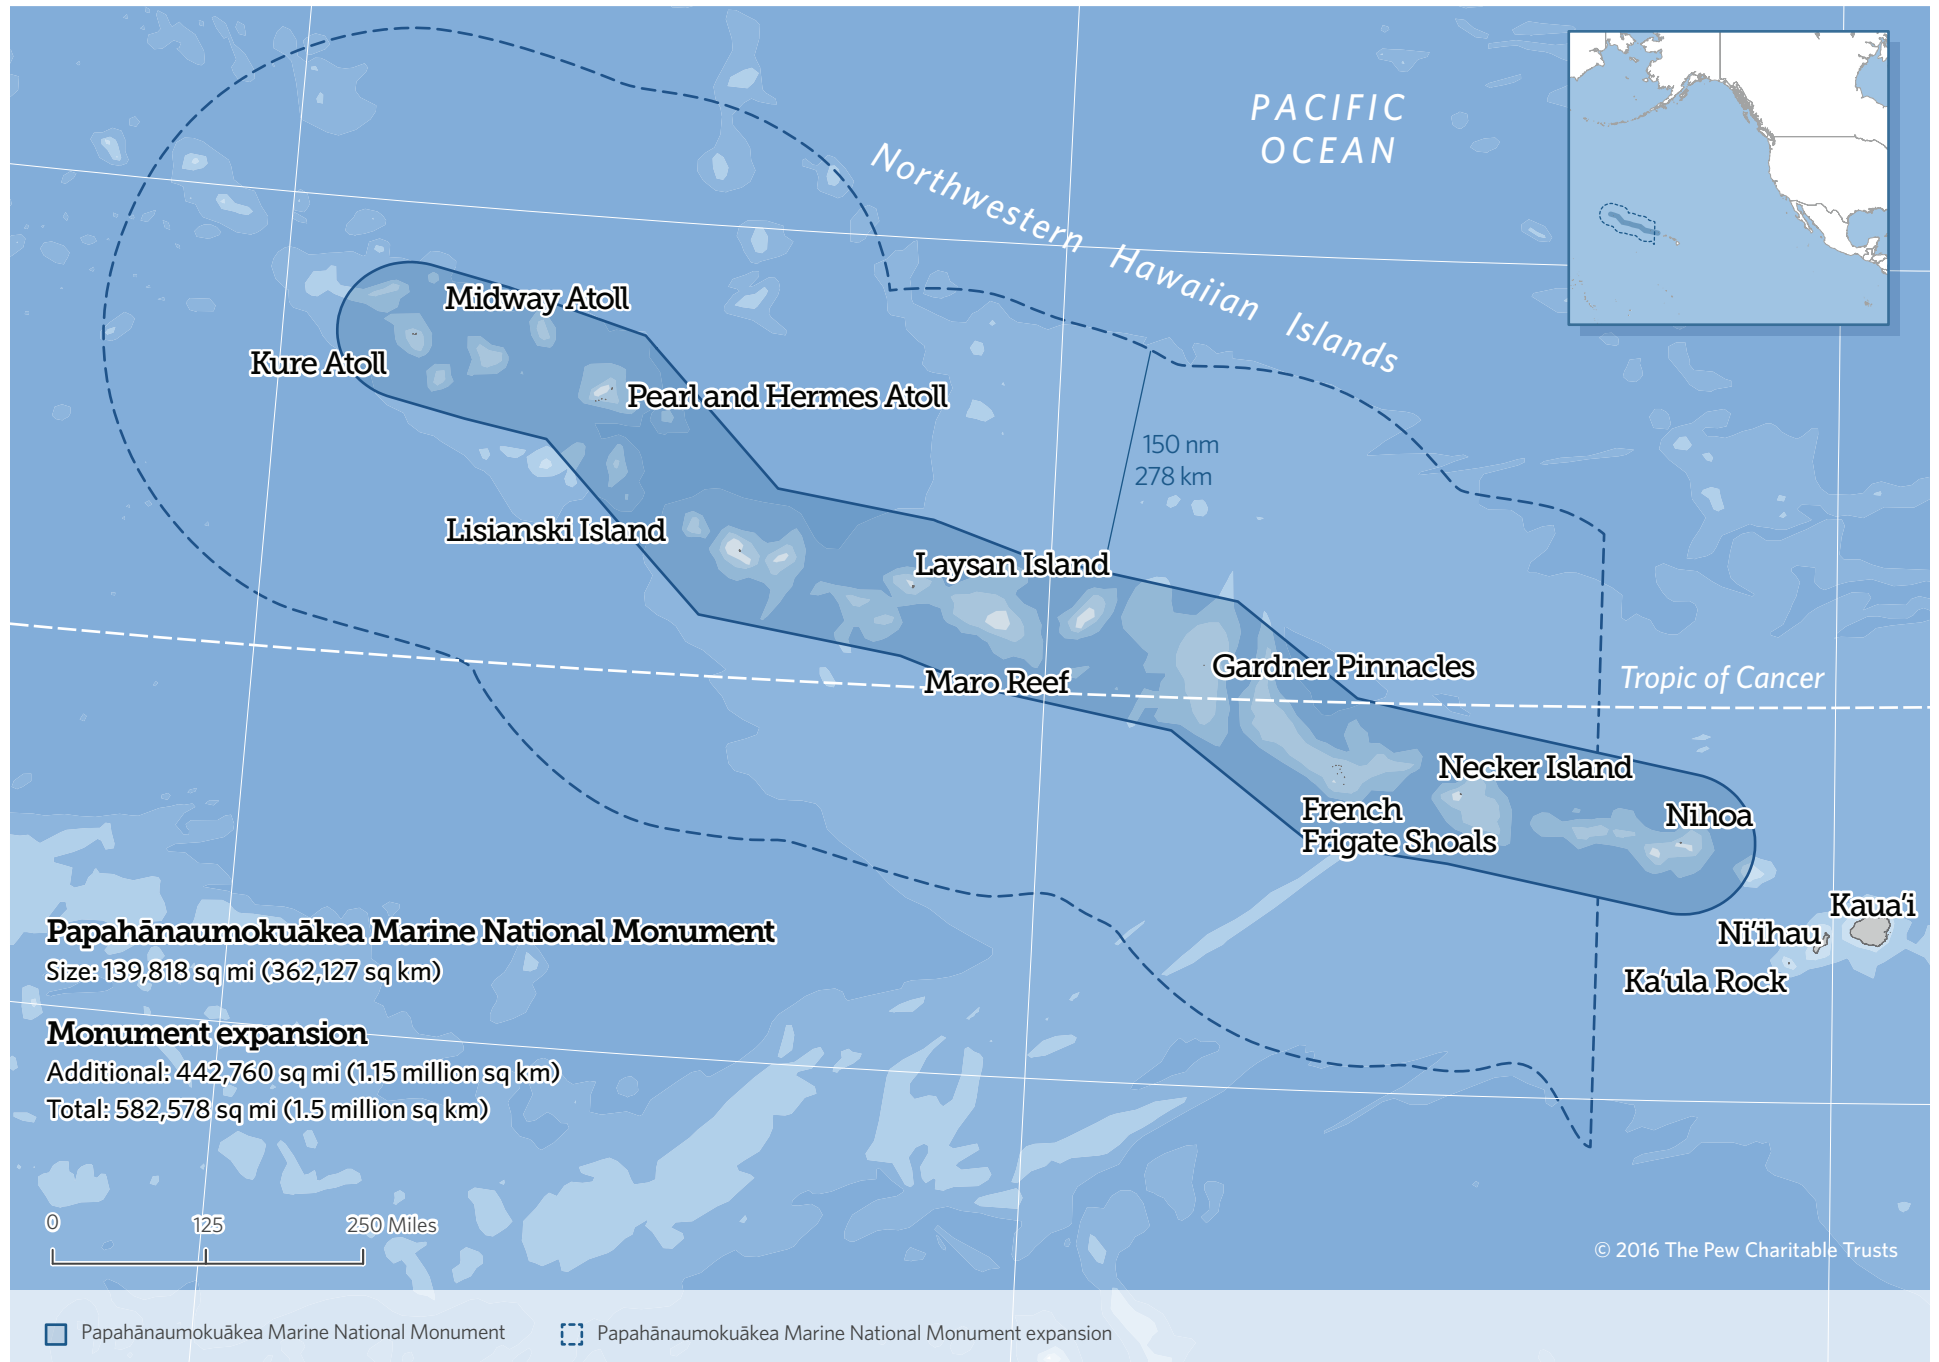 PACIFIC
OCEAN
Northwestern Hawaiian Islands
Midway Atoll
Kure Atoll
Pearl and Hermes Atoll
150 nm
278 km
Lisianski Island
Laysan Island
Maro Reef
Gardner Pinnacles
Tropic of Cancer
Necker Island
French
Frigate Shoals
Nihoa
Kaua‘i
Ni‘ihau
Ka‘ula Rock
Papahānaumokuākea Marine National Monument
Size: 139,818 sq mi (362,127 sq km)
Monument expansion
Additional: 442,760 sq mi (1.15 million sq km)
Total: 582,578 sq mi (1.5 million sq km)
0 125 250 Miles
© 2016 The Pew Charitable Trusts
Papahānaumokuākea Marine National Monument
Papahānaumokuākea Marine National Monument expansion